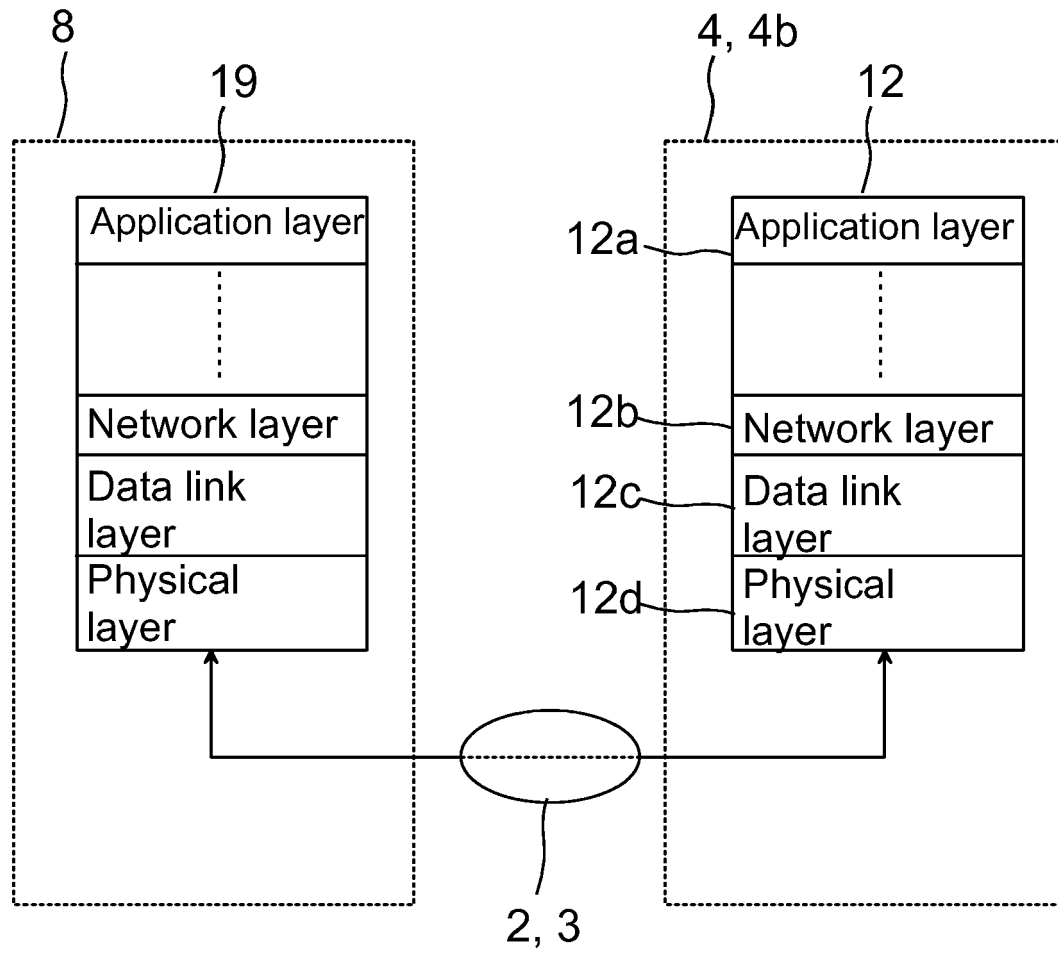 8
4, 4b
19
12
Application layer
12a
Application layer
Network layer
12b
Network layer
Data link
layer
12c
Data link
layer
Physical
layer
12d
Physical
layer
2, 3